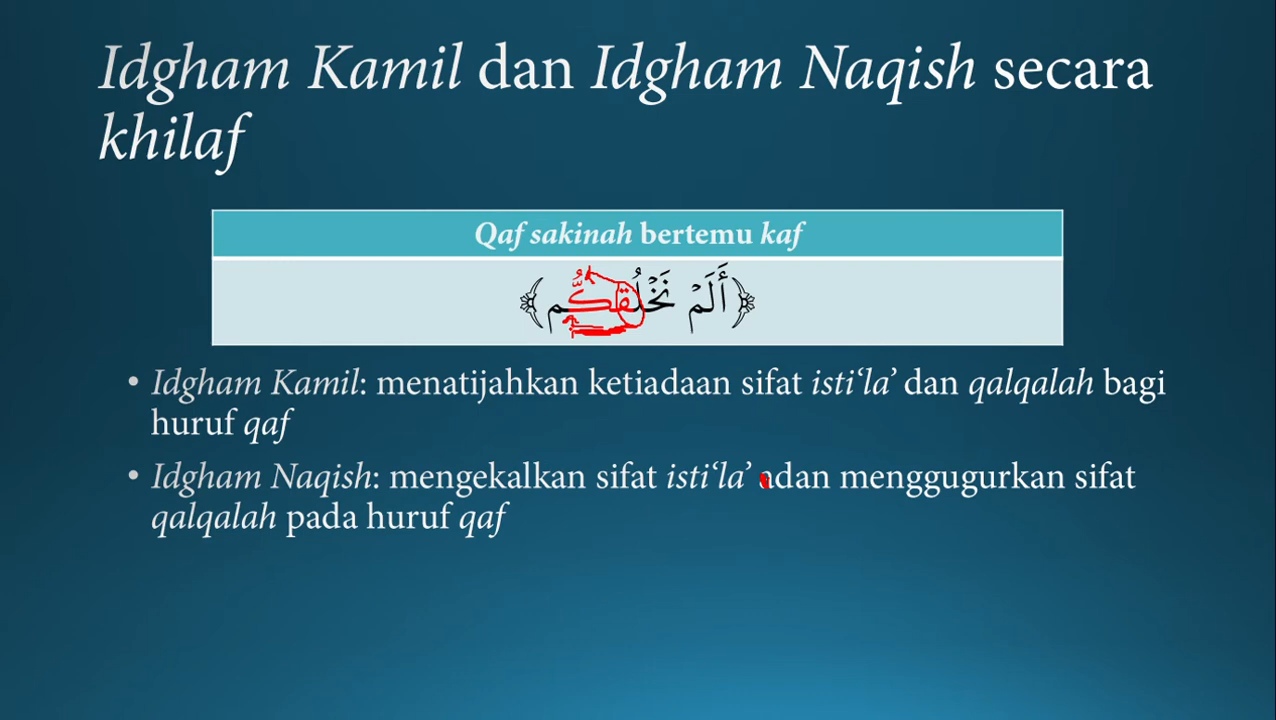 Idgham Kamil dan Idgham Naqish secara
khilaf
Qaf sakinah bertemu kaf
﴿أَلَمْ نَخْلُقكُّم﴾
• Idgham Kamil: menatijahkan ketiadaan sifat isti‘la’ dan qalqalah bagi
huruf qaf
• Idgham Naqish: mengekalkan sifat isti‘la’ adan menggugurkan sifat
qalqalah pada huruf qaf